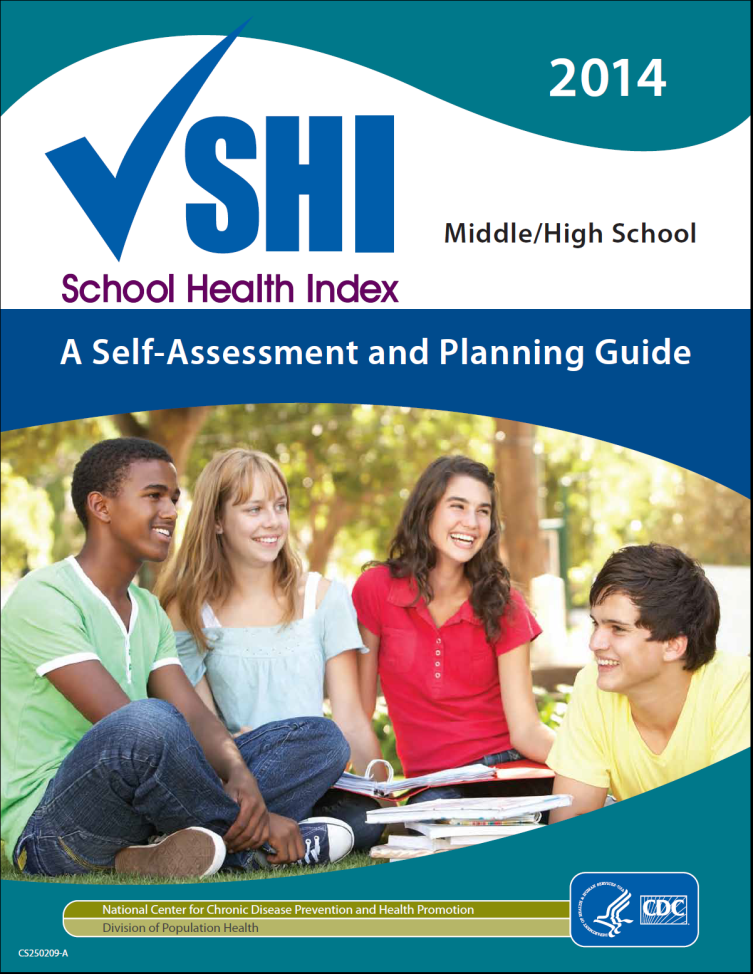 2014
SHI
Middle/High School
School Health Index
A Self-Assessment and Planning Guide
National Center for Chronic Disease Prevention and Health Promotion
Division of Population Health
CDC
CS250209-A